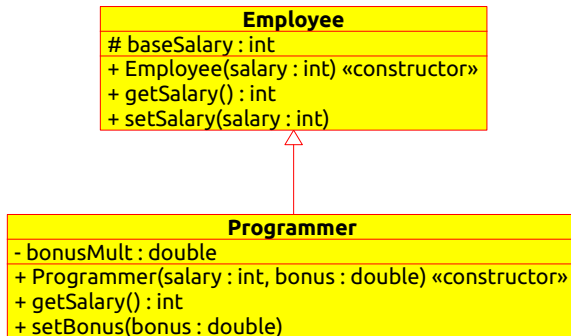 Employee
# baseSalary : int
+ Employee(salary : int) «constructor»
+ getSalary() : int
+ setSalary(salary : int)
Programmer
- bonusMult : double
+ Programmer(salary : int, bonus : double) «constructor»
+ getSalary() : int
+ setBonus(bonus : double)